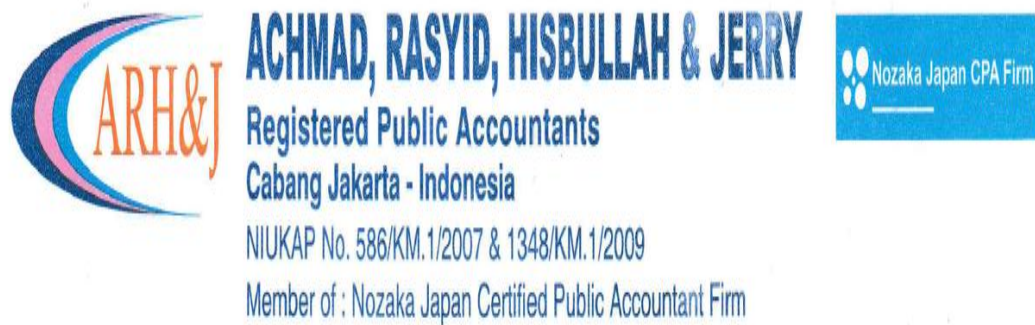 ARH&J
ACHMAD, RASYID, HISBULLAH & JERRY
Registered Public Accountants
Cabang Jakarta - Indonesia
NIUKAP No. 586/KM.1/2007 & 1348/KM.1/2009
Member of : Nozaka Japan Certified Public Accountant Firm
Nozaka Japan CPA Firm